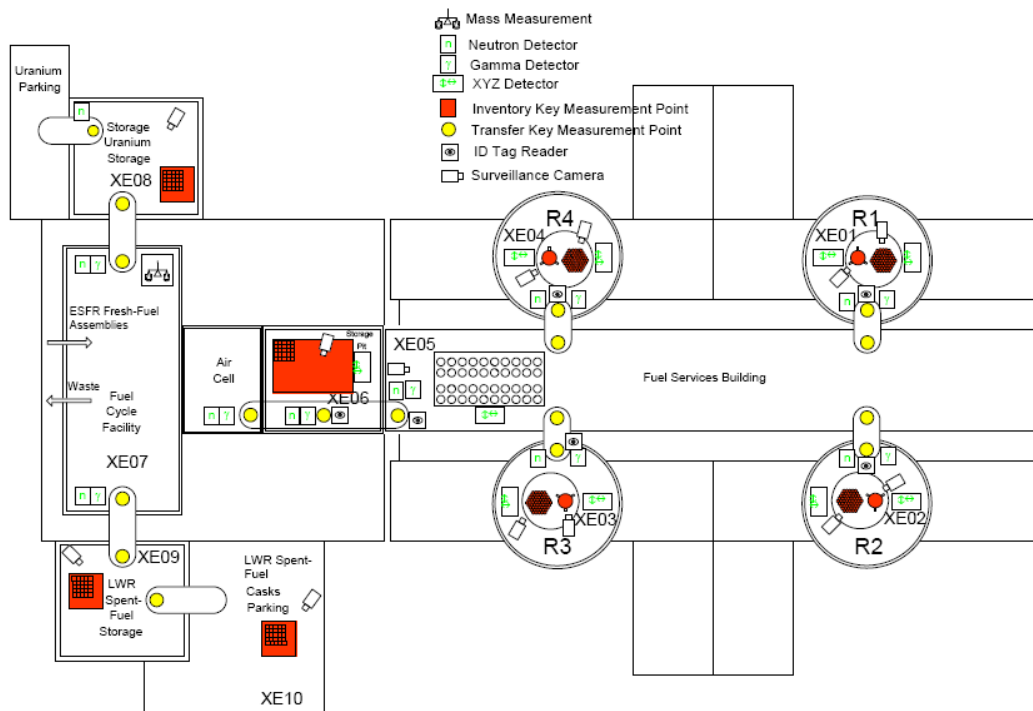 Mass Measurement
n Neutron Detector
γ Gamma Detector
XYZ Detector
Inventory Key Measurement Point
Transfer Key Measurement Point
ID Tag Reader
Surveillance Camera
Uranium
Parking
n
Storage
Uranium
Storage
XE08
R4
XE04
n
γ
R1
XE01
n
γ
n γ
ESFR Fresh-Fuel
Assemblies
Waste
Fuel
Cycle
Facility
XE07
n γ
Air
Cell
n γ
Storage
Pit
XE06
n γ
XE05
n γ
Fuel Services Building
n
γ
XE03
R3
n
γ
XE02
R2
XE09
LWR
Spent-
Fuel
Storage
LWR Spent-
Fuel
Casks
Parking
XE10